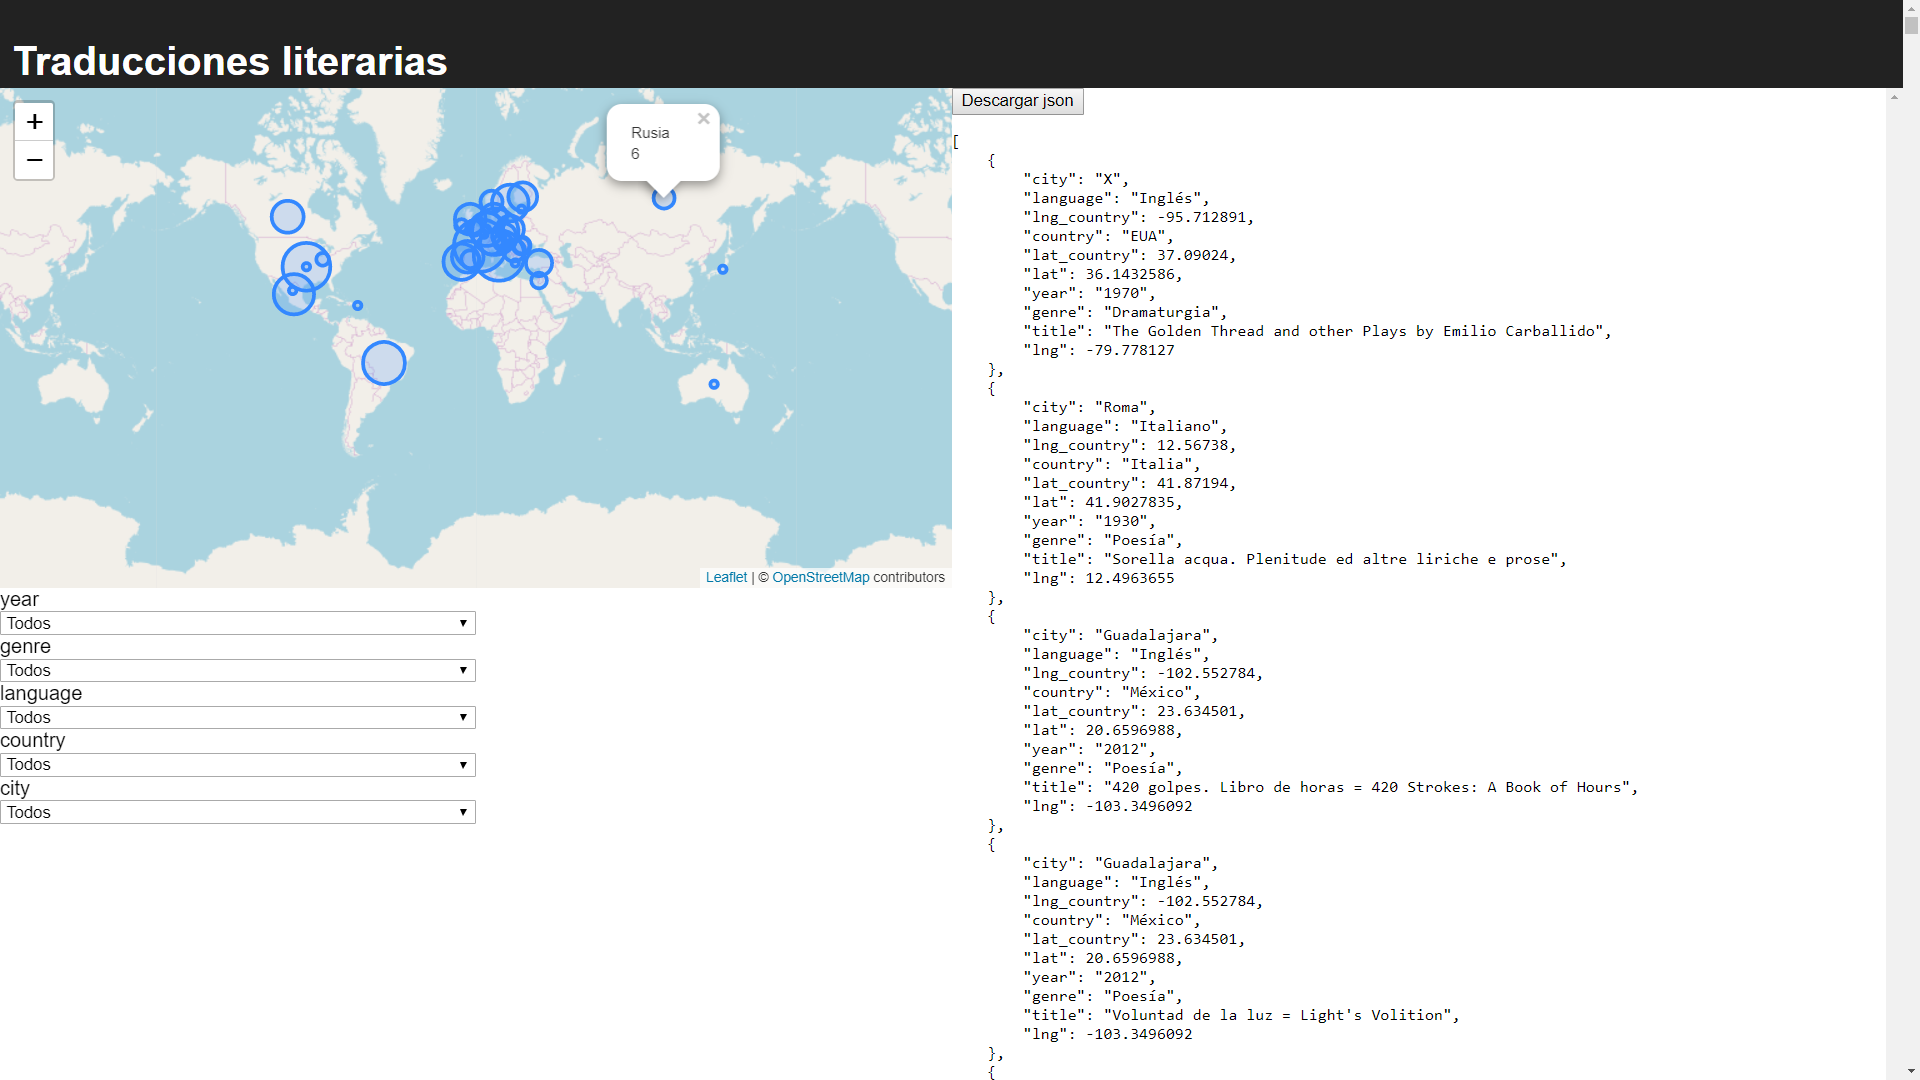 Traducciones literarias
+
−
Rusia
6
×
Leaflet | © OpenStreetMap contributors
year
Todos
genre
Todos
language
Todos
country
Todos
city
Todos
Descargar json
[
    {
        "city": "X",
        "language": "Inglés",
        "lng_country": -95.712891,
        "country": "EUA",
        "lat_country": 37.09024,
        "lat": 36.1432586,
        "year": "1970",
        "genre": "Dramaturgia",
        "title": "The Golden Thread and other Plays by Emilio Carballido",
        "lng": -79.778127
    },
    {
        "city": "Roma",
        "language": "Italiano",
        "lng_country": 12.56738,
        "country": "Italia",
        "lat_country": 41.87194,
        "lat": 41.9027835,
        "year": "1930",
        "genre": "Poesía",
        "title": "Sorella acqua. Plenitude ed altre liriche e prose",
        "lng": 12.4963655
    },
    {
        "city": "Guadalajara",
        "language": "Inglés",
        "lng_country": -102.552784,
        "country": "México",
        "lat_country": 23.634501,
        "lat": 20.6596988,
        "year": "2012",
        "genre": "Poesía",
        "title": "420 golpes. Libro de horas = 420 Strokes: A Book of Hours",
        "lng": -103.3496092
    },
    {
        "city": "Guadalajara",
        "language": "Inglés",
        "lng_country": -102.552784,
        "country": "México",
        "lat_country": 23.634501,
        "lat": 20.6596988,
        "year": "2012",
        "genre": "Poesía",
        "title": "Voluntad de la luz = Light's Volition",
        "lng": -103.3496092
    },
    {